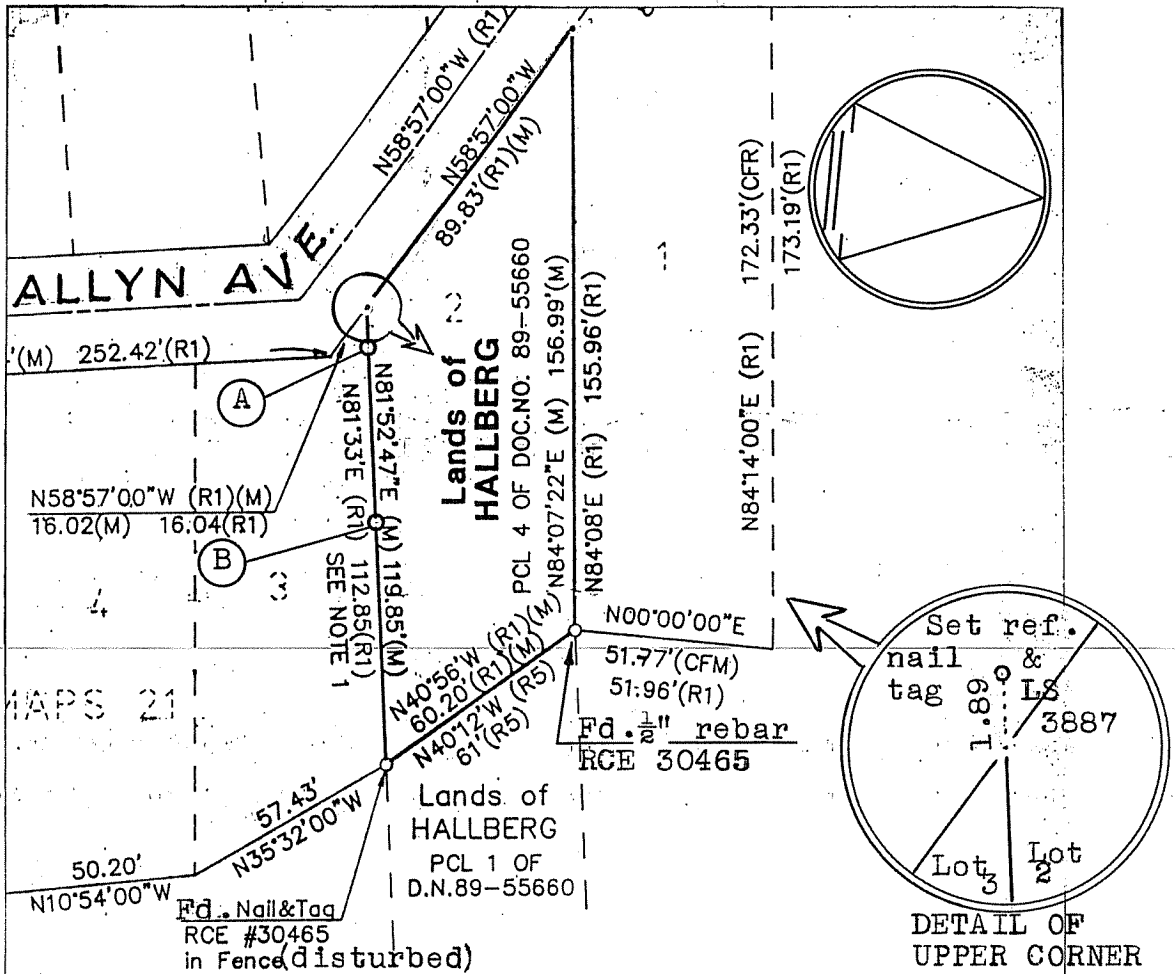 N58°57'00"W (R1)
N58°57'00"W
89.83'(R1)(M)
ALLYN AVE.
'(M) 252.42'(R1)
A
N58°57'00"W (R1)(M)
16.02(M) 16.04(R1)
B
N81°52'47"E (M) 119.85'(M)
N81°33'E (R1) 112.85(R1)
SEE NOTE 1
2
Lands of
HALLBERG
PCL 4 OF DOC.NO. 89-55660
N84°07'22"E (M) 156.99'(M)
N84°08'E (R1) 155.96'(R1)
1
172.33'(CFR)
173.19'(R1)
N84°14'00"E (R1)
3
4
MAPS 21
N40°56'W (R1)(M)
60.20'(R1)(M)
N40°12'W (R5)
61'(R5)
N00°00'00"E
51.77'(CFM)
51.96'(R1)
Fd. ½" rebar
RCE 30465
Lands of
HALLBERG
PCL 1 OF
D.N.89-55660
57.43'
N35°32'00"W
50.20'
N10°54'00"W
Fd. Nail&Tag
RCE #30465
in Fence (disturbed)
Set ref.
nail &
tag LS
3887
1.89
Lot 3
Lot 2
DETAIL OF
UPPER CORNER